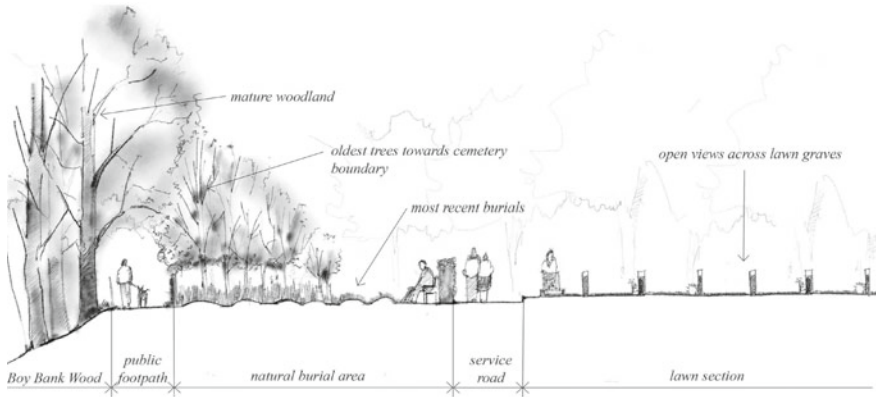 mature woodland
oldest trees towards cemetery
boundary
open views across lawn graves
most recent burials
Boy Bank Wood
public
footpath
natural burial area
service
road
lawn section